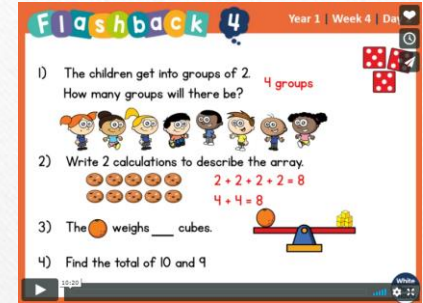 Flashback 4
Year 1 | Week 4 | Day
1) The children get into groups of 2.
How many groups will there be?
4 groups
2) Write 2 calculations to describe the array.
2 + 2 + 2 + 2 = 8
4 + 4 = 8
3) The weighs ___ cubes.
4) Find the total of 10 and 9
10:20
White